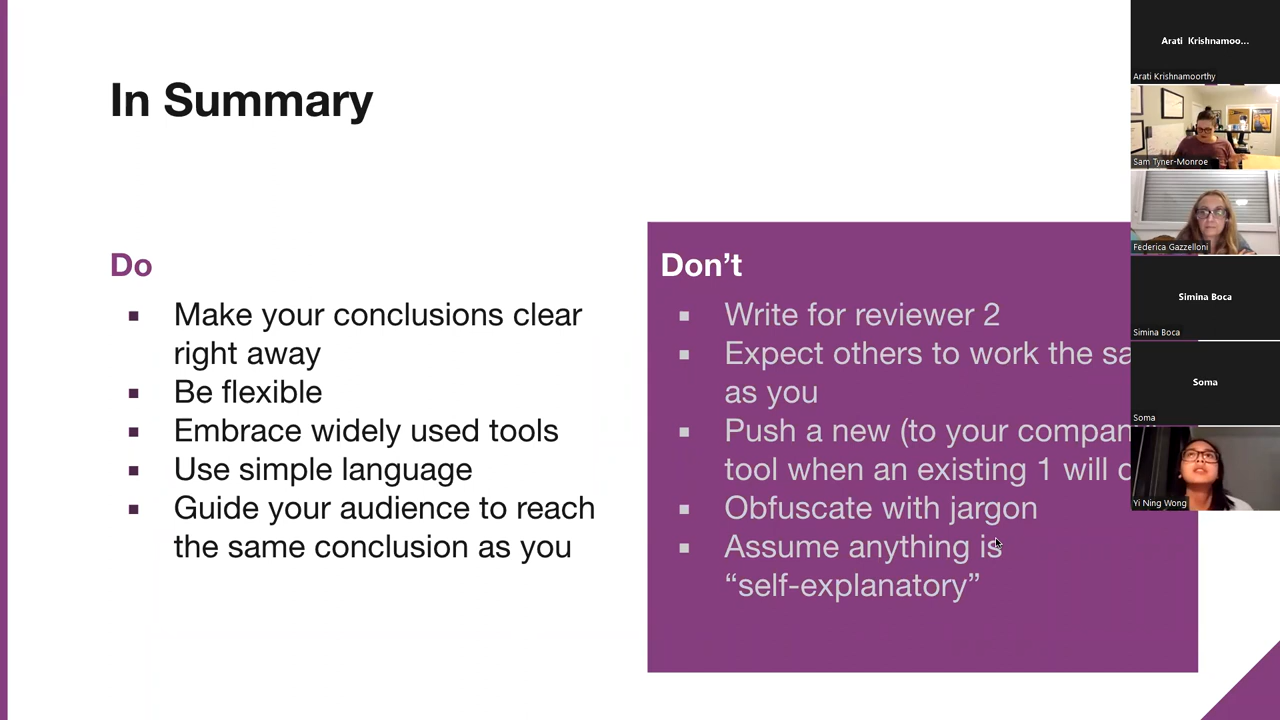 In Summary
Do
▪ Make your conclusions clear
right away
▪ Be flexible
▪ Embrace widely used tools
▪ Use simple language
▪ Guide your audience to reach
the same conclusion as you
Don’t
▪ Write for reviewer 2
▪ Expect others to work the
as you
▪ Push a new (to your
tool when an existing 1 will
▪ Obfuscate with jargon
▪ Assume anything is
“self-explanatory”
Arati Krishnamoo...
Arati Krishnamoorthy
Sam Tyner-Monroe
Federica Gazzelloni
Simina Boca
Simina Boca
Soma
Soma
Yi Ning Wong